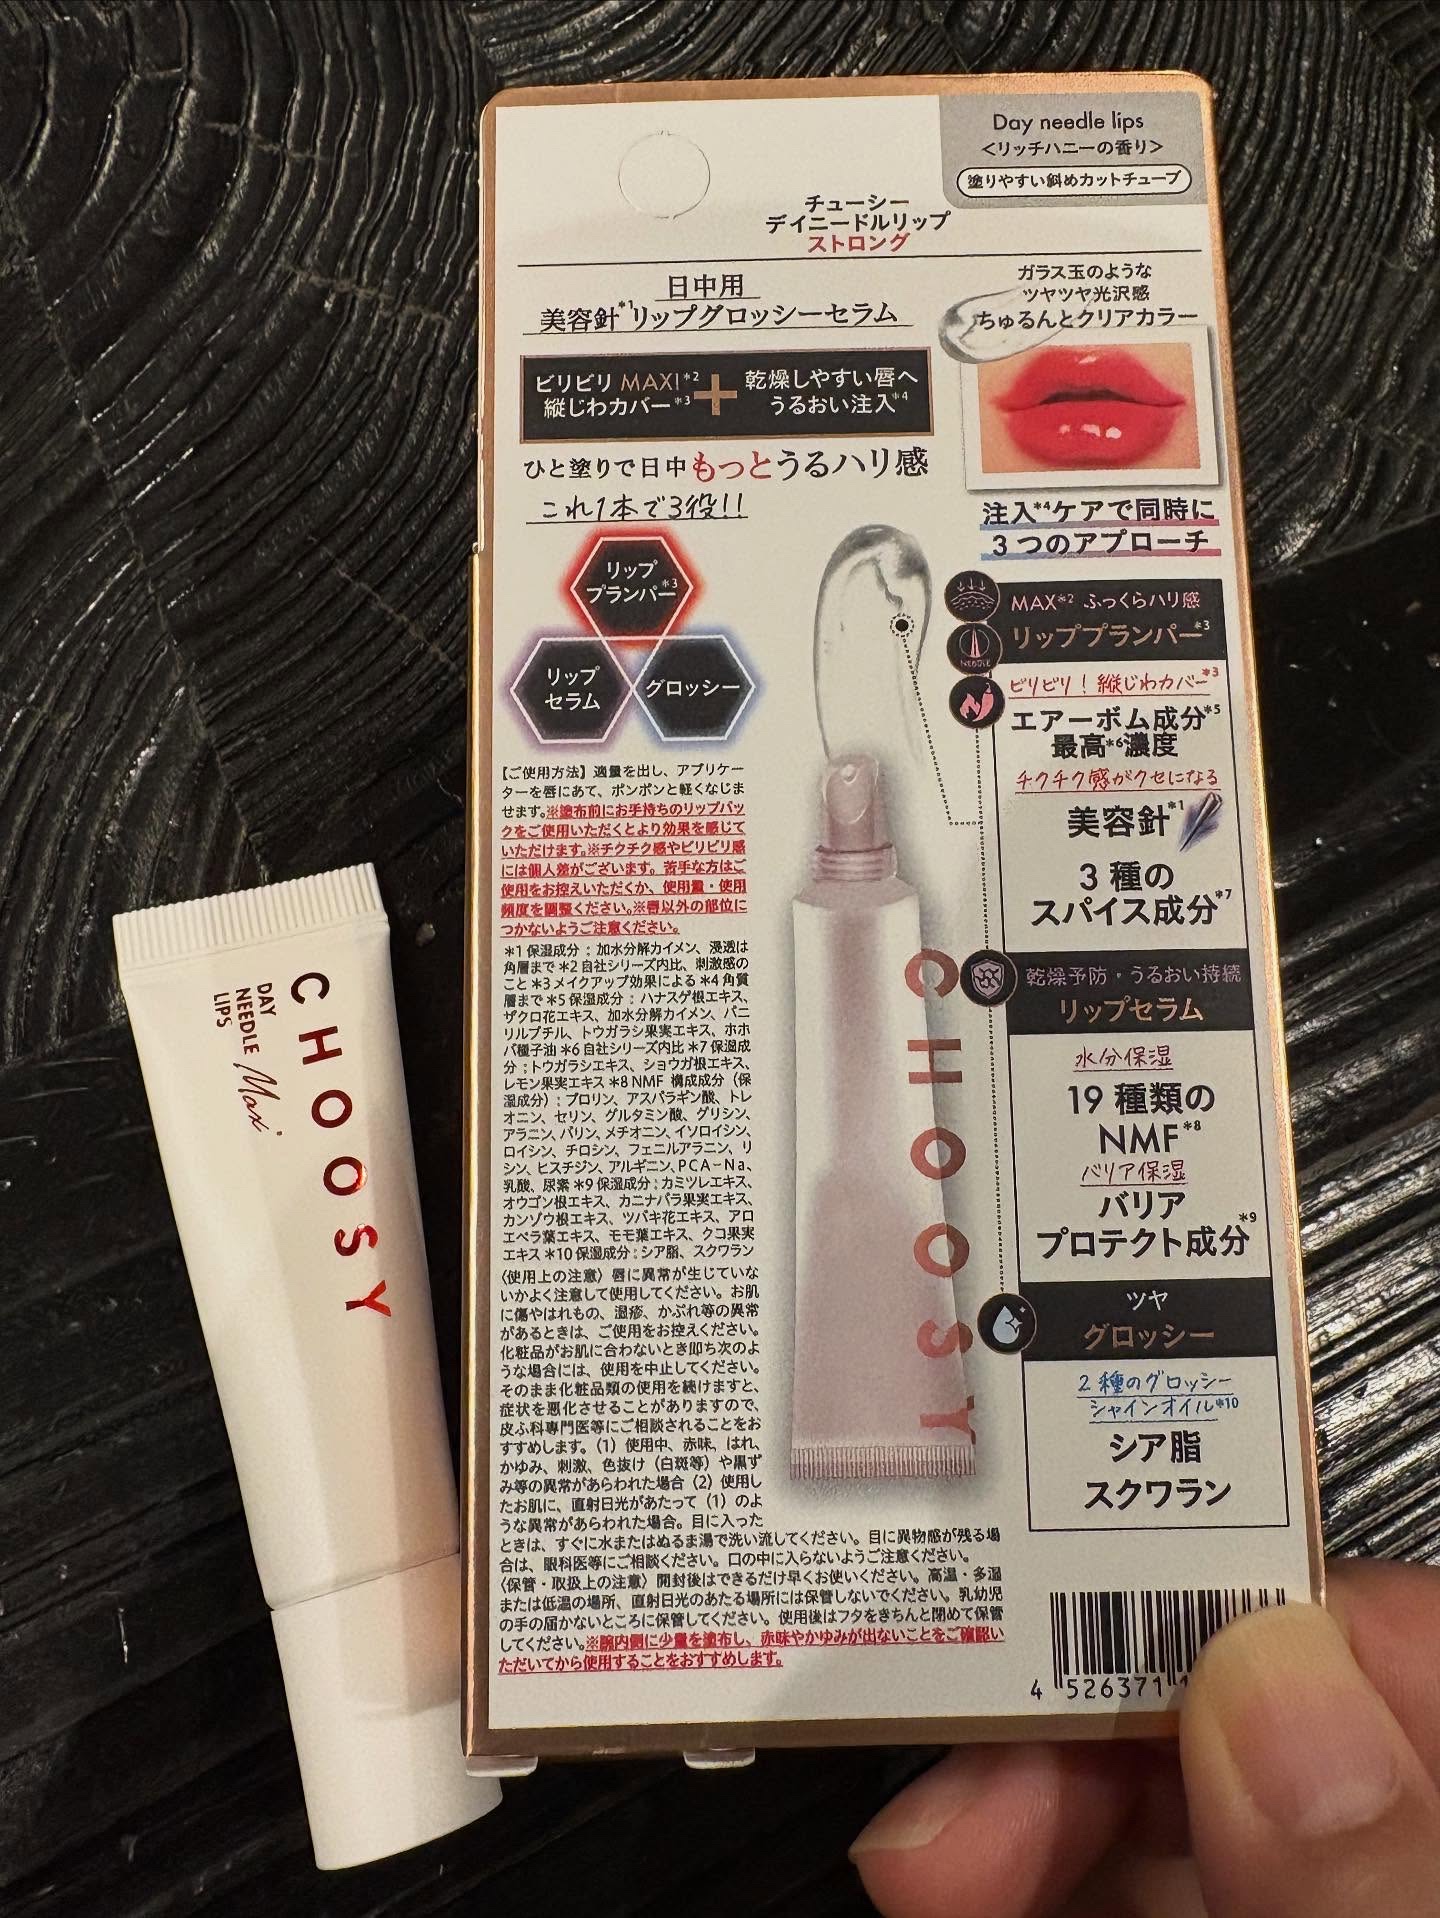 Day needle lips
<リッチハニーの香り>
塗りやすい斜めカットチューブ
チューシー
デイニードルリップ
ストロング
日中用
美容針*1リップグロッシーセラム
ビリビリ MAX!*2
縦じわカバー*3
+
乾燥しやすい唇へ
うるおい注入*4
ひと塗りで日中もっとうるハリ感
これ1本で3役!!
リップ
プランパー*3
リップ
セラム
グロッシー
ガラス玉のような
ツヤツヤ光沢感
ちゅるんとクリアカラー
注入*4ケアで同時に
3つのアプローチ
MAX*2 ふっくらハリ感
リッププランパー*3
NEEDLE
ビリビリ!縦じわカバー*3
エアーボム成分*5
最高*6濃度
チクチク感がクセになる
美容針*1
3種の
スパイス成分*7
乾燥予防・うるおい持続
リップセラム
水分保湿
19種類の
NMF*8
バリア保湿
バリア
プロテクト成分*9
ツヤ
グロッシー
2種のグロッシー
シャインオイル*10
シア脂
スクワラン
【ご使用方法】適量を出し、アプリケー
ターを唇にあて、ポンポンと軽くなじま
せます。※塗布前にお手持ちのリップパッ
クをご使用いただくとより効果を感じて
いただけます。※チクチク感やビリビリ感
には個人差がございます。苦手な方はご
使用をお控えいただくか、使用量・使用
頻度を調整ください。※唇以外の部位に
つかないようご注意ください。
*1 保湿成分：加水分解カイメン、浸透は
角層まで *2 自社シリーズ内比、刺激感の
こと *3 メイクアップ効果による *4 角質
層まで *5 保湿成分：ハナスゲ根エキス、
ザクロ花エキス、加水分解カイメン、バニ
リルブチル、トウガラシ果実エキス、ホホ
バ種子油 *6 自社シリーズ内比 *7 保湿成
分：トウガラシエキス、ショウガ根エキス、
レモン果実エキス *8 NMF 構成成分（保
湿成分）：プロリン、アスパラギン酸、トレ
オニン、セリン、グルタミン酸、グリシン、
アラニン、バリン、メチオニン、イソロイシン、
ロイシン、チロシン、フェニルアラニン、リ
シン、ヒスチジン、アルギニン、PCA-Na、
乳酸、尿素 *9 保湿成分：カミツレエキス、
オウゴン根エキス、カニナバラ果実エキス、
カンゾウ根エキス、ツバキ花エキス、アロ
エベラ葉エキス、モモ葉エキス、クコ果実
エキス *10 保湿成分：シア脂、スクワラン
〈使用上の注意〉唇に異常が生じていな
いかよく注意して使用してください。お肌
に傷やはれもの、湿疹、かぶれ等の異常
があるときは、ご使用をお控えください。
化粧品がお肌に合わないとき即ち次のよ
うな場合には、使用を中止してください。
そのまま化粧品類の使用を続けますと、
症状を悪化させることがありますので、
皮ふ科専門医等にご相談されることをお
すすめします。(1) 使用中、赤味、はれ、
かゆみ、刺激、色抜け（白斑等）や黒ず
み等の異常があらわれた場合 (2) 使用し
たお肌に、直射日光があたって (1) のよ
うな異常があらわれた場合。目に入った
ときは、すぐに水またはぬるま湯で洗い流してください。目に異物感が残る場
合は、眼科医等にご相談ください。口の中に入らないようご注意ください。
〈保管・取扱上の注意〉開封後はできるだけ早くお使いください。高温・多湿
または低温の場所、直射日光のあたる場所には保管しないでください。乳幼児
の手の届かないところに保管してください。使用後はフタをきちんと閉めて保管
してください。※腕内側に少量を塗布し、赤味やかゆみが出ないことをご確認い
ただいてから使用することをおすすめします。
CHOOSY
4 526371
CHOOSY
DAY
NEEDLE Max
LIPS